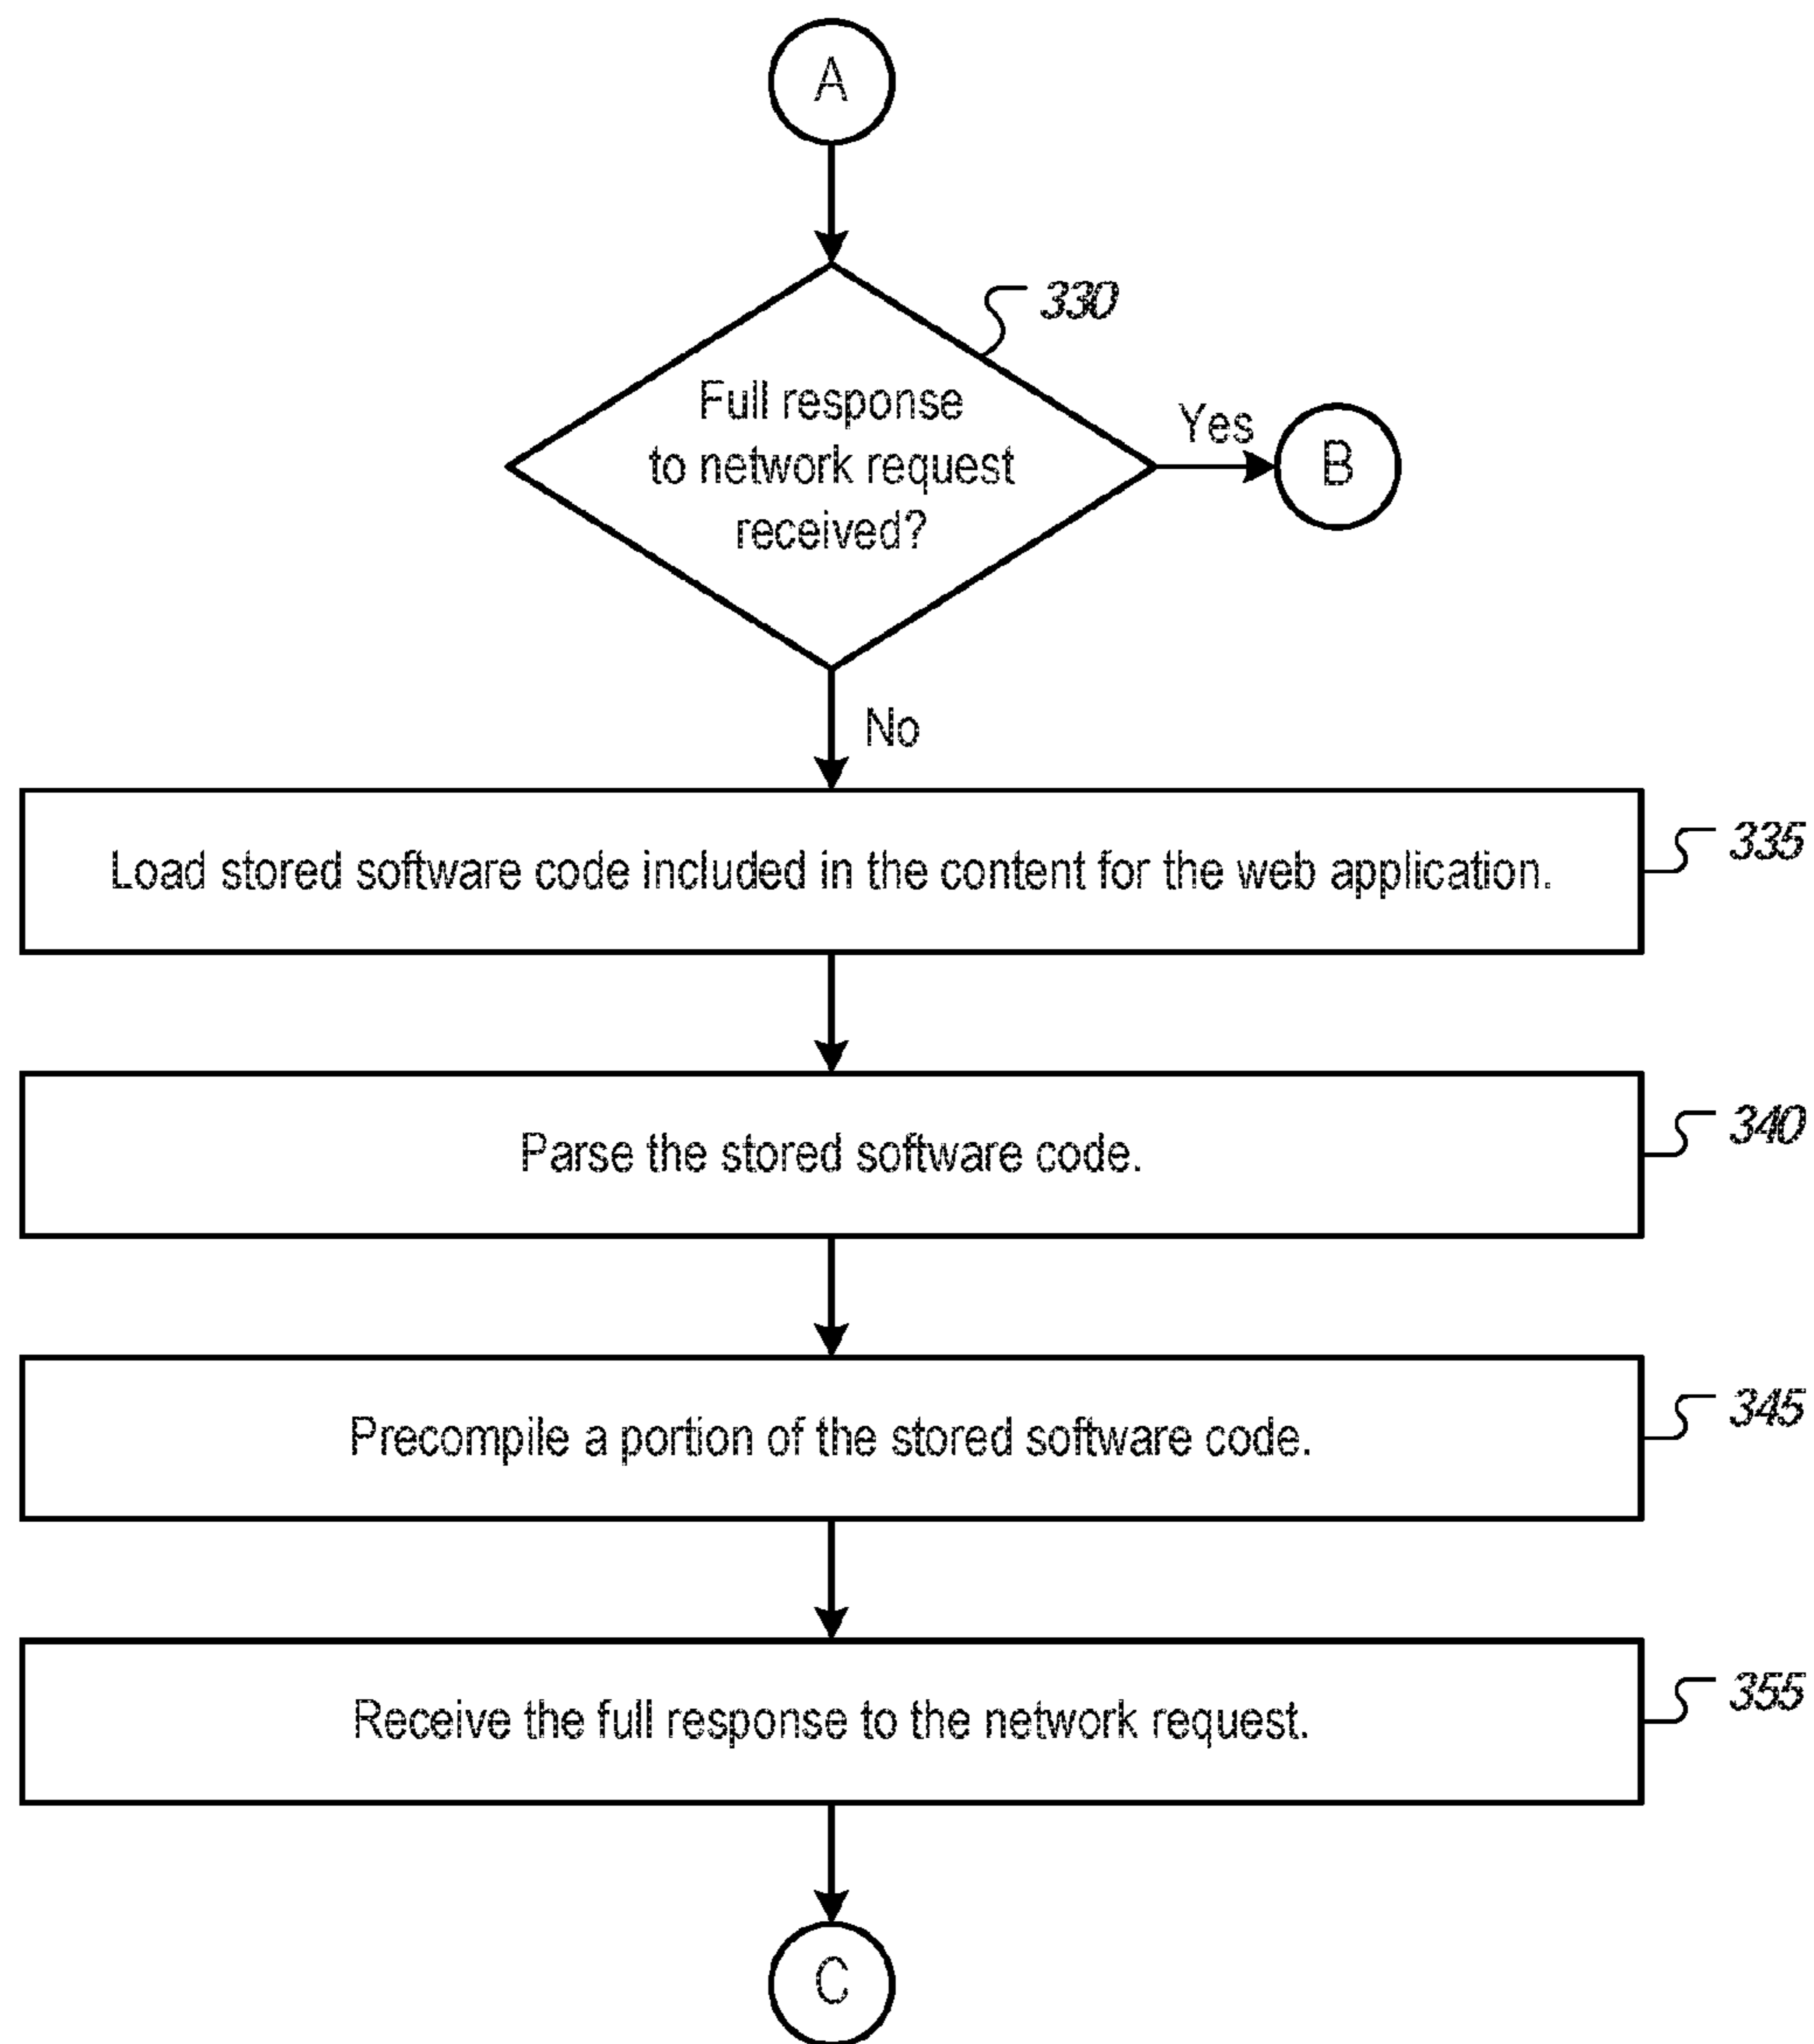 A
330
Full response
to network request
received?
Yes
B
No
Load stored software code included in the content for the web application.
335
Parse the stored software code.
340
Precompile a portion of the stored software code.
345
Receive the full response to the network request.
355
C